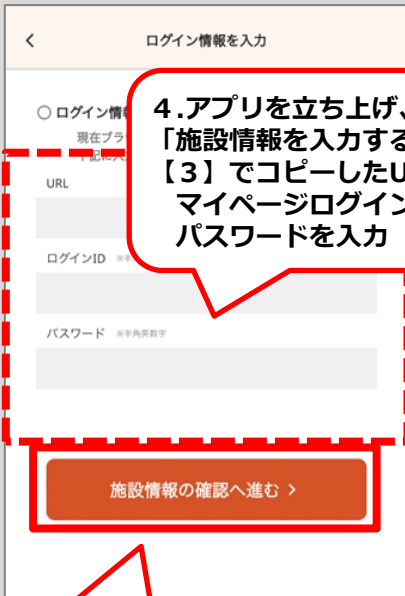 ログイン情報を入力
○ ログイン情
現在ブラ
4.アプリを立ち上げ、
「施設情報を入力する
【3】でコピーしたU
マイページログイン
パスワードを入力
URL
ログインID ※半
パスワード ※半角英数字
施設情報の確認へ進む >